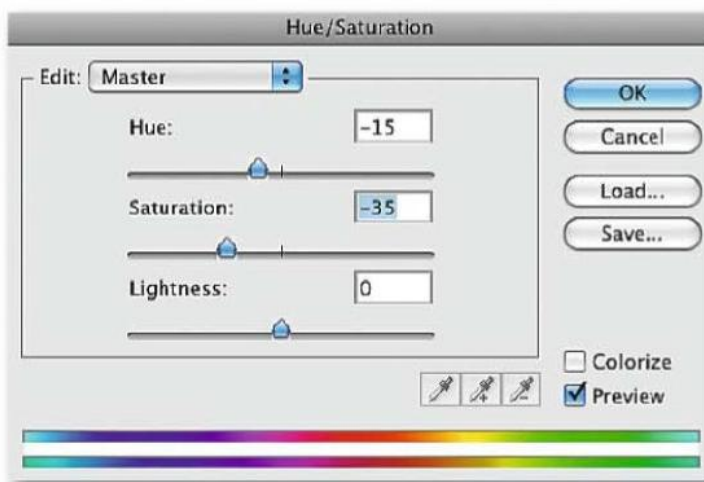 Hue/Saturation
Edit: Master
Hue: -15
Saturation: -35
Lightness: 0
OK
Cancel
Load...
Save...
Colorize
Preview